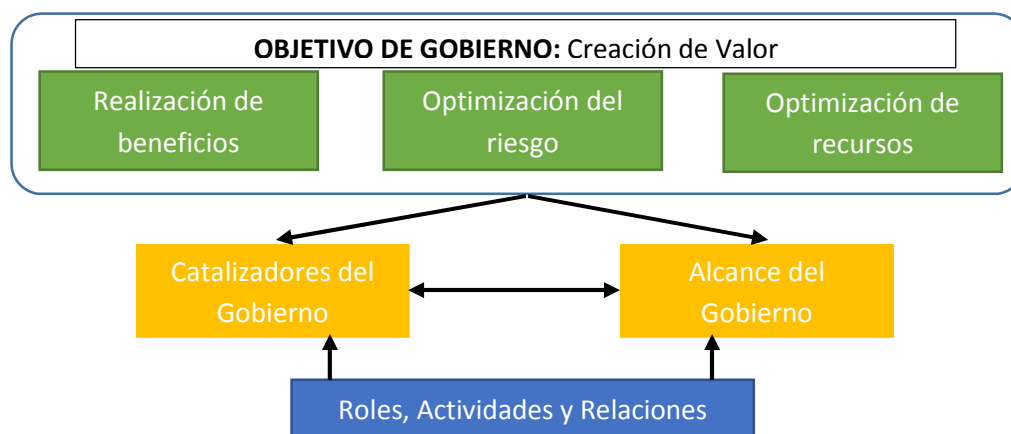 OBJETIVO DE GOBIERNO: Creación de Valor
Realización de
beneficios
Optimización del
riesgo
Optimización de
recursos
Catalizadores del
Gobierno
Alcance del
Gobierno
Roles, Actividades y Relaciones